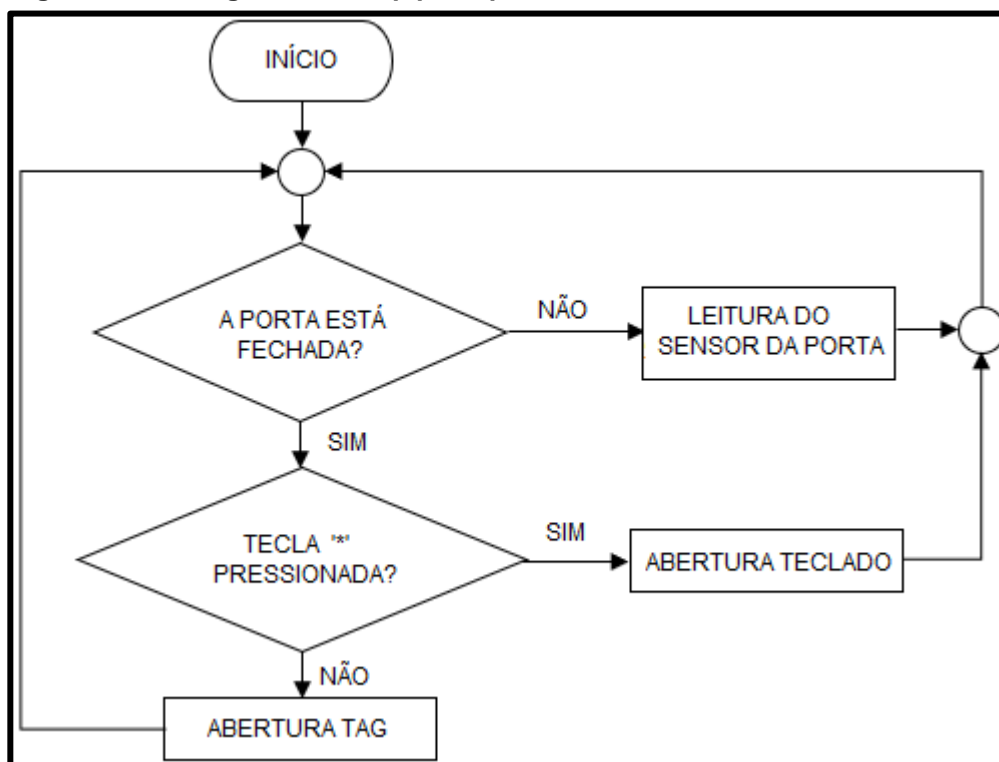 INÍCIO
A PORTA ESTÁ
FECHADA?
NÃO
LEITURA DO
SENSOR DA PORTA
SIM
TECLA '*'
PRESSIONADA?
SIM
ABERTURA TECLADO
NÃO
ABERTURA TAG